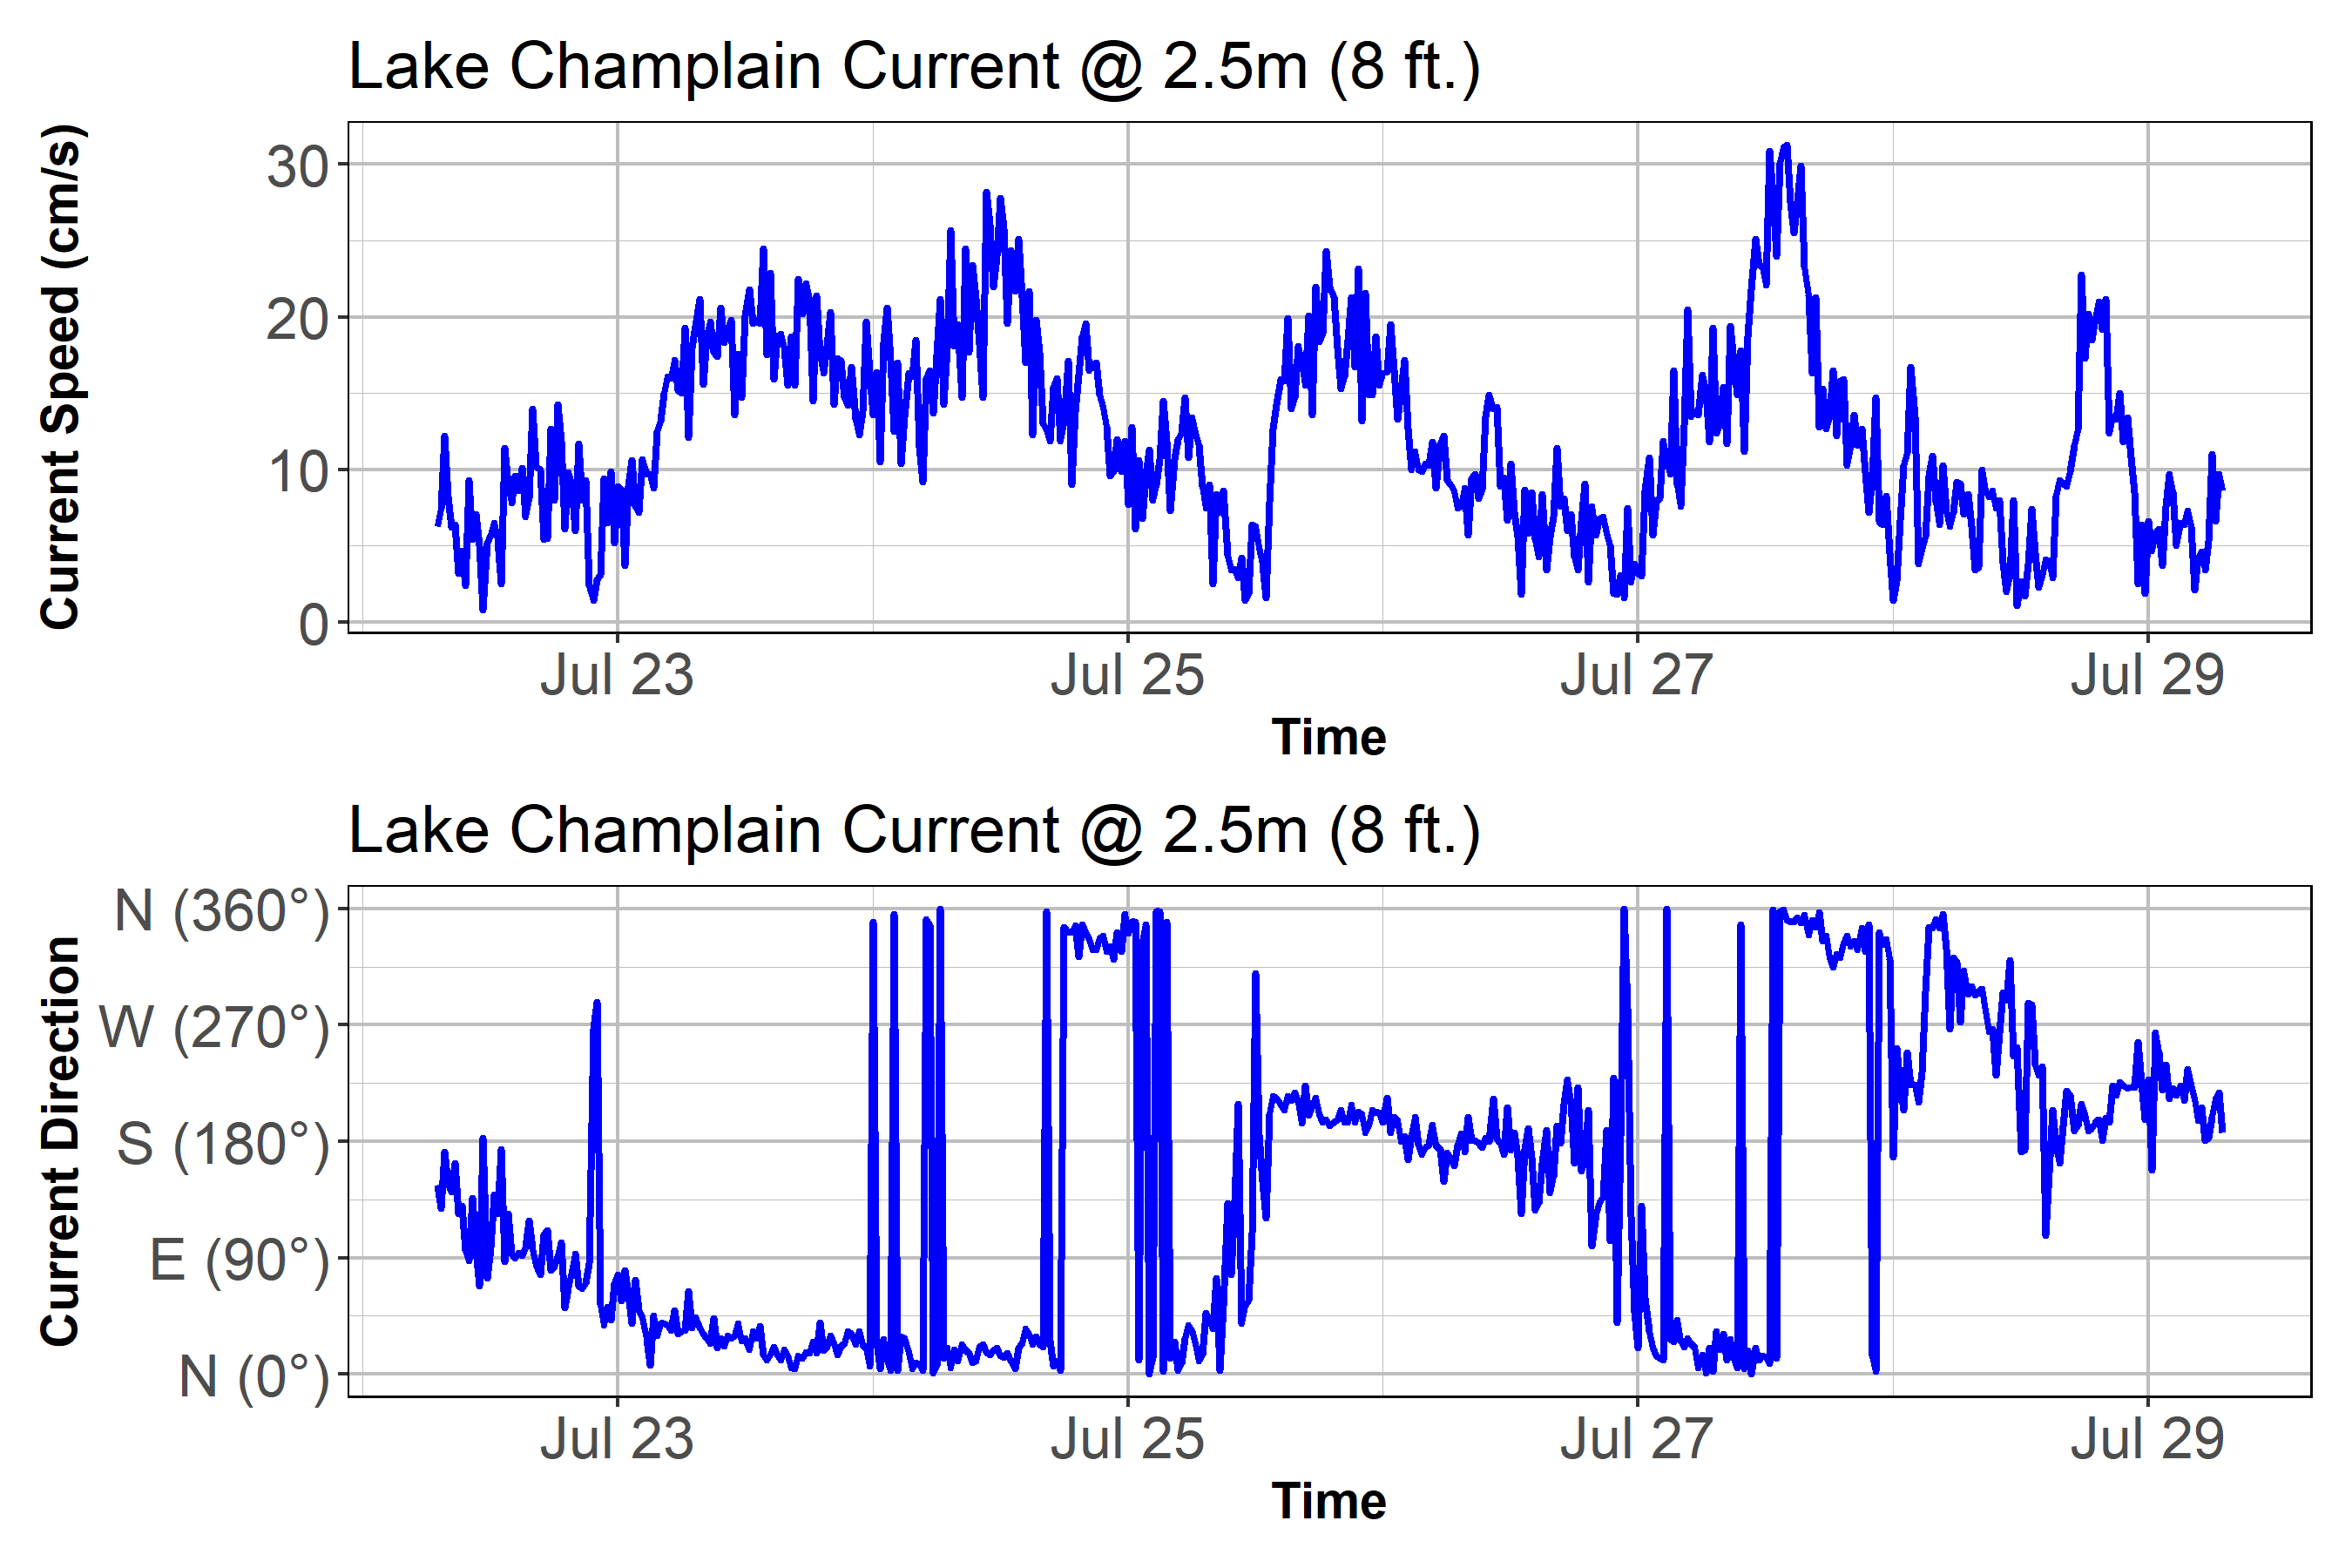 Lake Champlain Current @ 2.5m (8 ft.)
Current Speed (cm/s)
30
20
10
0
Jul 23 Jul 25 Jul 27 Jul 29
Time
Lake Champlain Current @ 2.5m (8 ft.)
Current Direction
N (360°)
W (270°)
S (180°)
E (90°)
N (0°)
Jul 23 Jul 25 Jul 27 Jul 29
Time